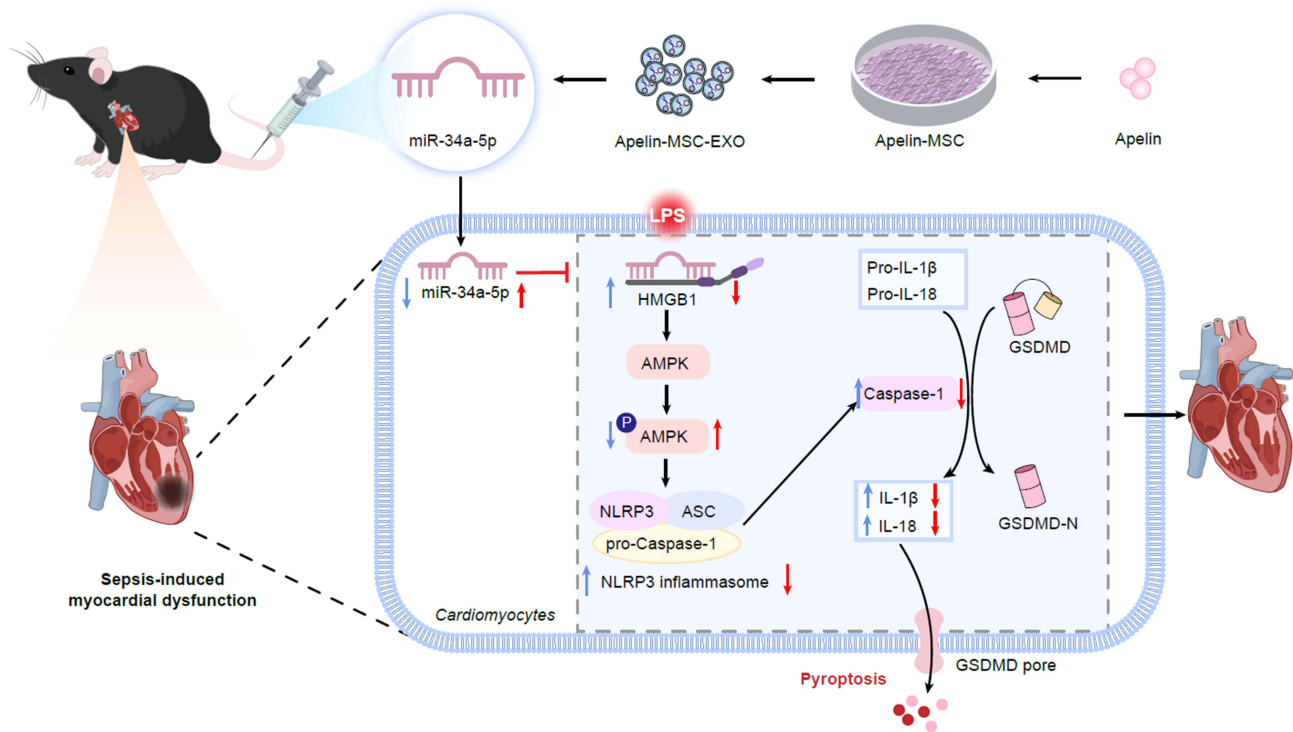 miR-34a-5p
Apelin-MSC-EXO
Apelin-MSC
Apelin
LPS
miR-34a-5p
HMGB1
AMPK
P
AMPK
NLRP3
ASC
pro-Caspase-1
NLRP3 inflammasome
Pro-IL-1β
Pro-IL-18
GSDMD
Caspase-1
IL-1β
IL-18
GSDMD-N
Sepsis-induced
myocardial dysfunction
Cardiomyocytes
GSDMD pore
Pyroptosis